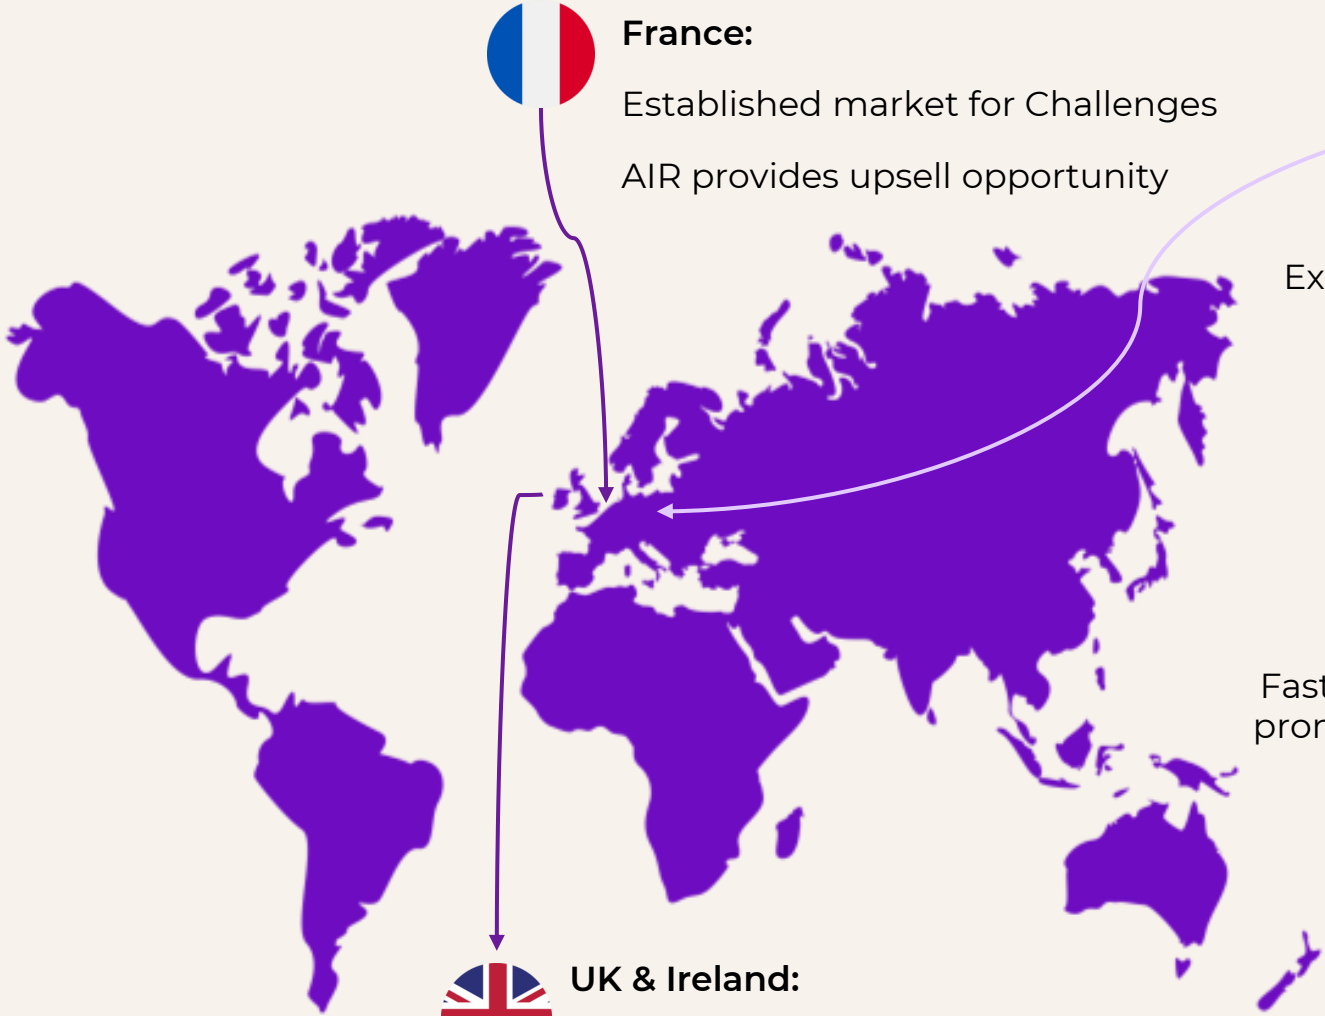 France:
Established market for Challenges
AIR provides upsell opportunity
UK & Ireland: